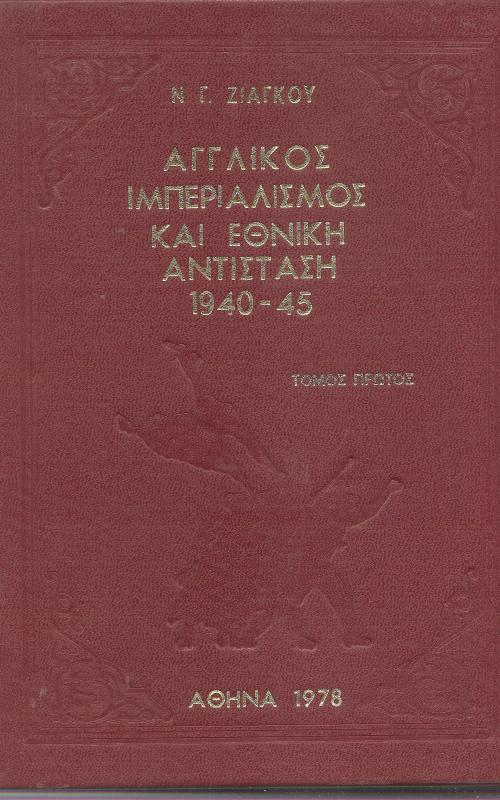 Ν Γ. ΖΙΑΓΚΟΥ
ΑΓΓΛΙΚΟΣ
ΙΜΠΕΡΙΑΛΙΣΜΟΣ
ΚΑΙ ΕΘΝΙΚΗ
ΑΝΤΙΣΤΑΣΗ
1940-45
ΤΟΜΟΣ ΠΡΩΤΟΣ
ΑΘΗΝΑ 1978